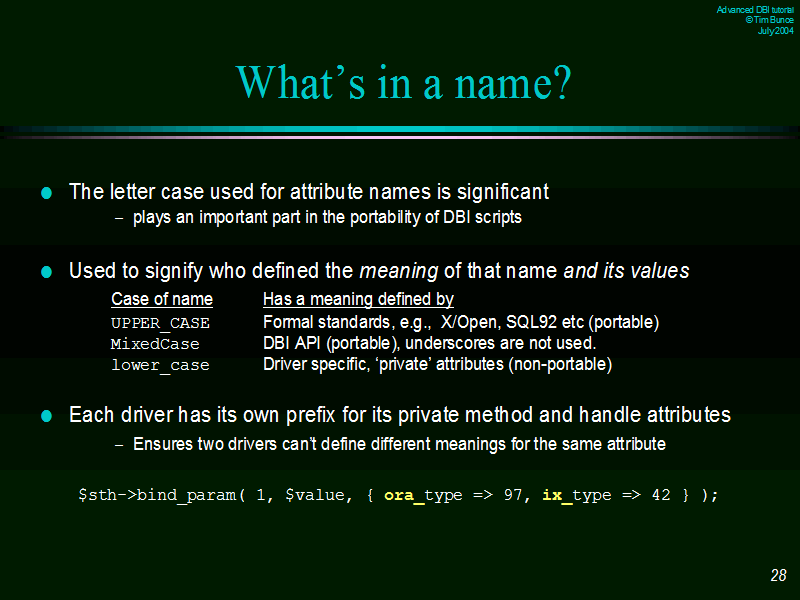 Advanced DBI tutorial
© Tim Bunce
July 2004
What’s in a name?
The letter case used for attribute names is significant
– plays an important part in the portability of DBI scripts
Used to signify who defined the meaning of that name and its values
Case of name Has a meaning defined by
UPPER_CASE Formal standards, e.g., X/Open, SQL92 etc (portable)
MixedCase DBI API (portable), underscores are not used.
lower_case Driver specific, ‘private’ attributes (non-portable)
Each driver has its own prefix for its private method and handle attributes
– Ensures two drivers can’t define different meanings for the same attribute
$sth->bind_param( 1, $value, { ora_type => 97, ix_type => 42 } );
28